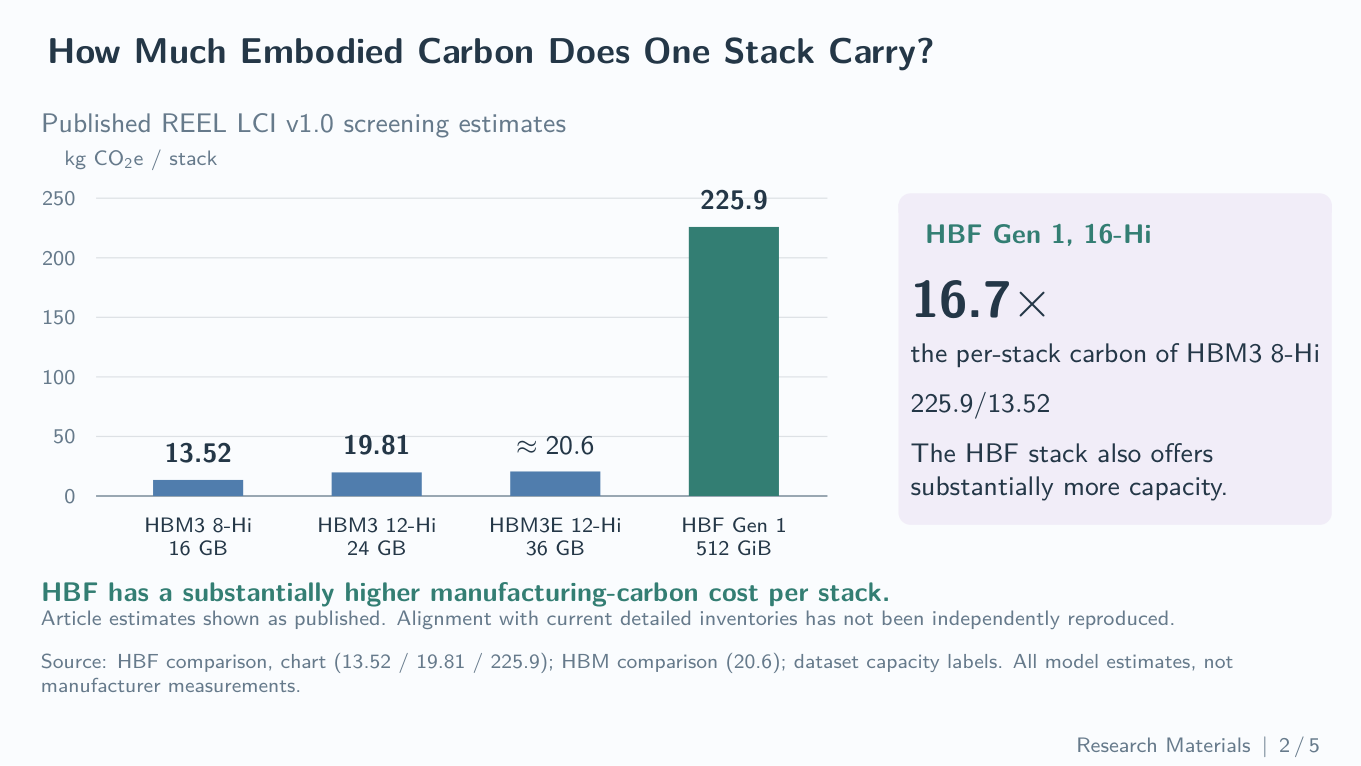 How Much Embodied Carbon Does One Stack Carry?
Published REEL LCI v1.0 screening estimates
kg CO₂e / stack
250
200
150
100
50
0
13.52
19.81
≈ 20.6
225.9
HBM3 8-Hi
16 GB
HBM3 12-Hi
24 GB
HBM3E 12-Hi
36 GB
HBF Gen 1
512 GiB
HBF Gen 1, 16-Hi
16.7×
the per-stack carbon of HBM3 8-Hi
225.9/13.52
The HBF stack also offers
substantially more capacity.
HBF has a substantially higher manufacturing-carbon cost per stack.
Article estimates shown as published. Alignment with current detailed inventories has not been independently reproduced.
Source: HBF comparison, chart (13.52 / 19.81 / 225.9); HBM comparison (20.6); dataset capacity labels. All model estimates, not
manufacturer measurements.
Research Materials | 2 / 5